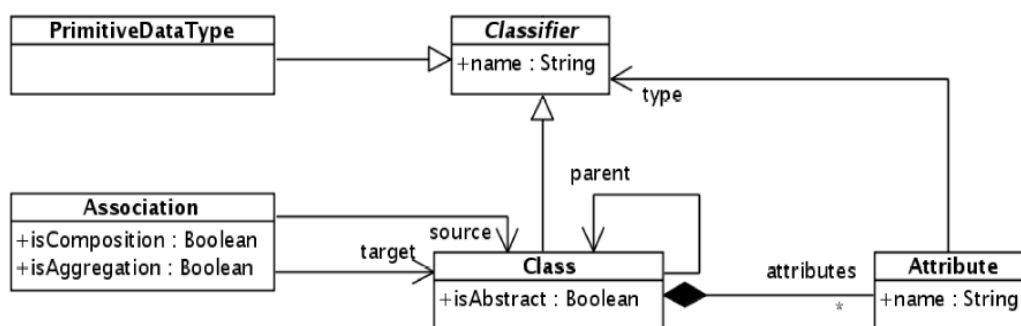 PrimitiveDataType
Classifier
+name : String
type
parent
Association
+isComposition : Boolean
+isAggregation : Boolean
source
target
Class
+isAbstract : Boolean
attributes
*
Attribute
+name : String